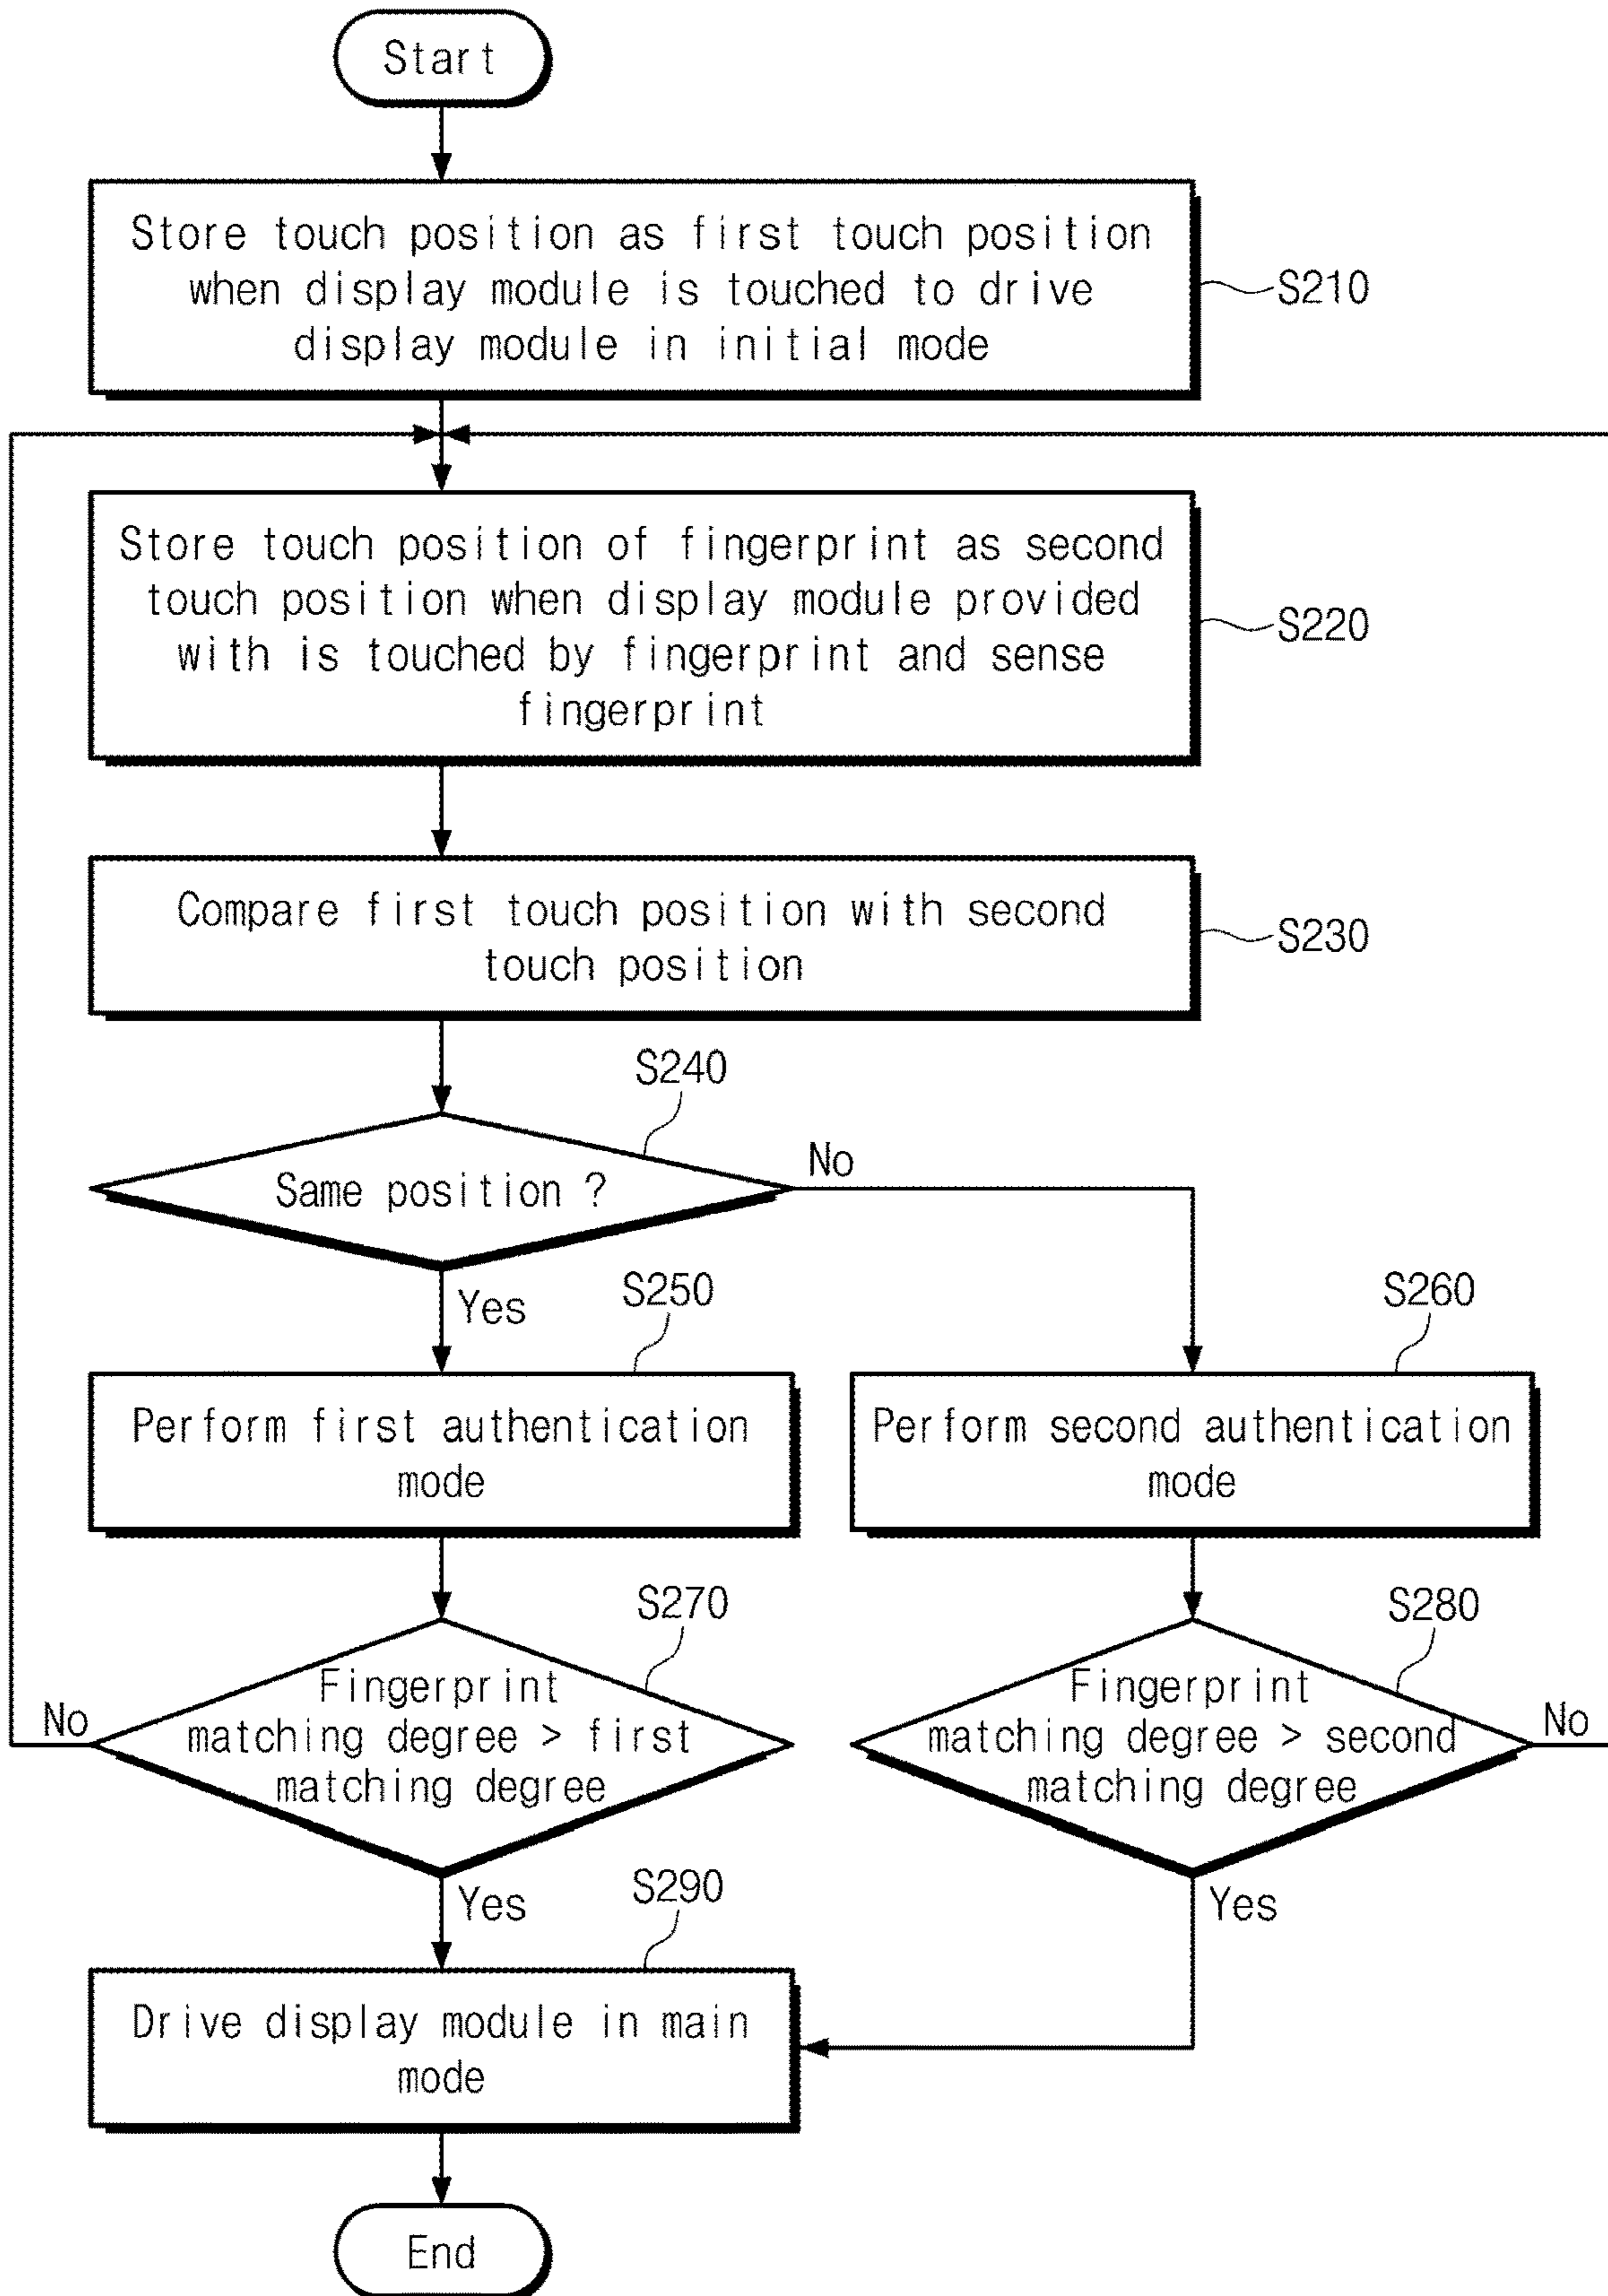 Start
Store touch position as first touch position
when display module is touched to drive
display module in initial mode
S210
Store touch position of fingerprint as second
touch position when display module provided
with is touched by fingerprint and sense
fingerprint
S220
Compare first touch position with second
touch position
S230
S240
Same position ?
No
Yes
S250
S260
Perform first authentication
mode
Perform second authentication
mode
S270
S280
Fingerprint
matching degree > first
matching degree
No
Fingerprint
matching degree > second
matching degree
No
Yes
S290
Yes
Drive display module in main
mode
End